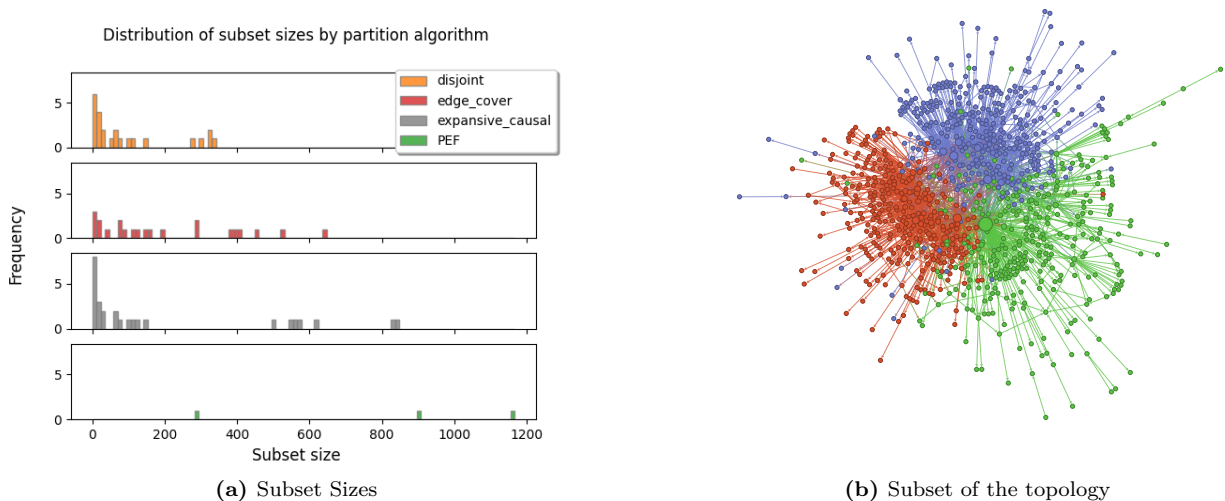 Distribution of subset sizes by partition algorithm
disjoint
edge_cover
expansive_causal
PEF
5
0
5
0
5
0
5
0
Frequency
0 200 400 600 800 1000 1200
Subset size
(a) Subset Sizes
(b) Subset of the topology